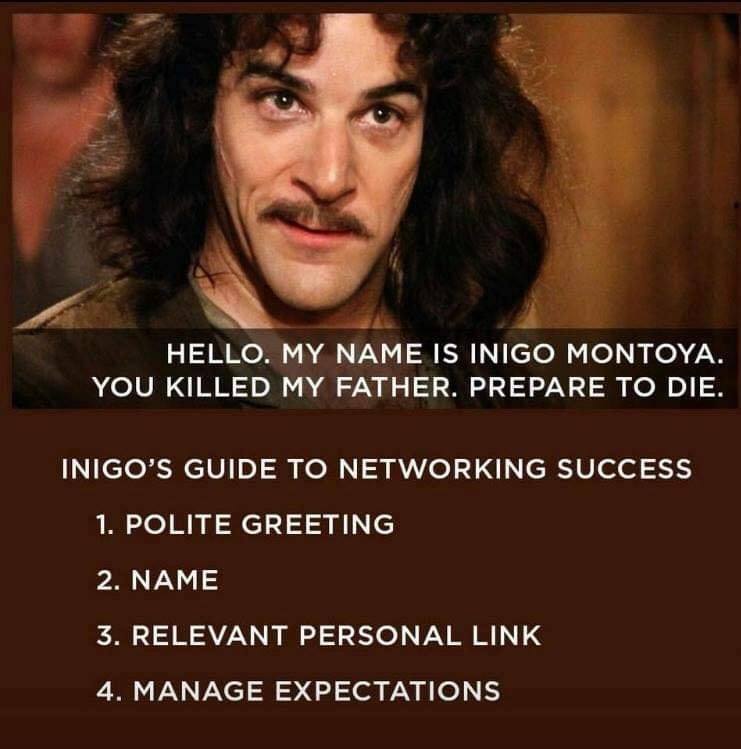 HELLO. MY NAME IS INIGO MONTOYA.
YOU KILLED MY FATHER. PREPARE TO DIE.
INIGO’S GUIDE TO NETWORKING SUCCESS
1. POLITE GREETING
2. NAME
3. RELEVANT PERSONAL LINK
4. MANAGE EXPECTATIONS